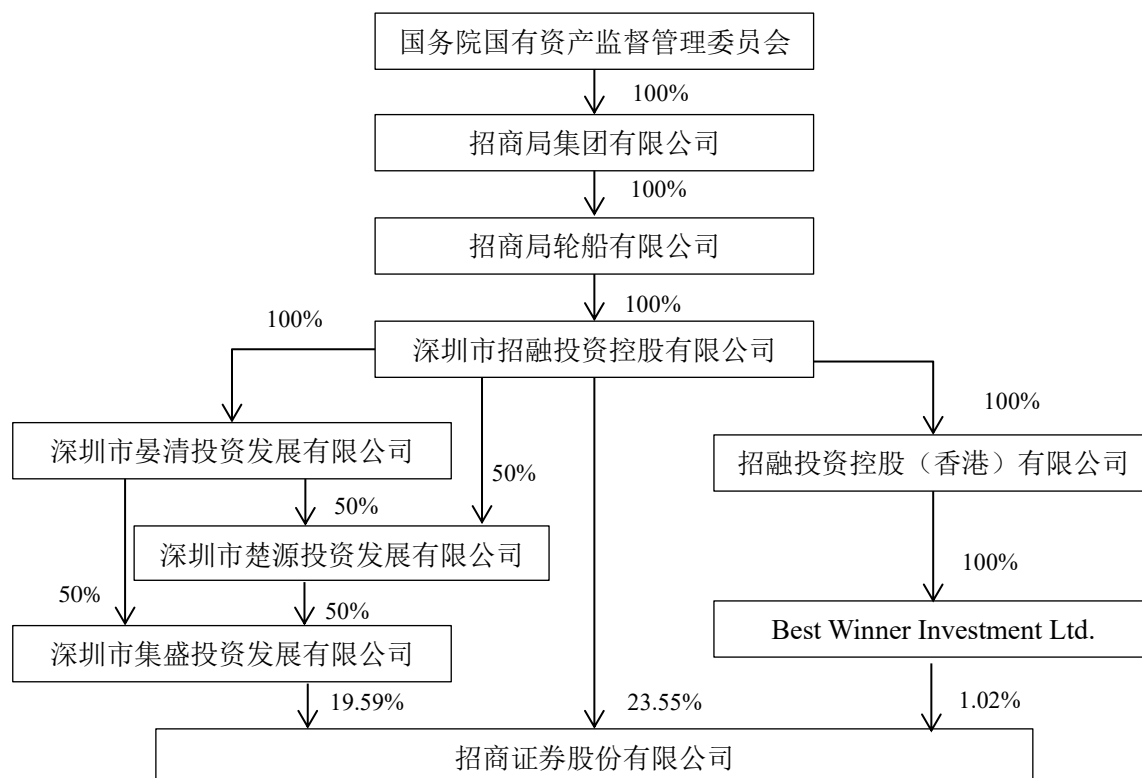 国务院国有资产监督管理委员会
100%
招商局集团有限公司
100%
招商局轮船有限公司
100%
100%
深圳市招融投资控股有限公司
100%
深圳市晏清投资发展有限公司
招融投资控股（香港）有限公司
50%
50%
深圳市楚源投资发展有限公司
100%
50%
50%
Best Winner Investment Ltd.
深圳市集盛投资发展有限公司
19.59%
23.55%
1.02%
招商证券股份有限公司